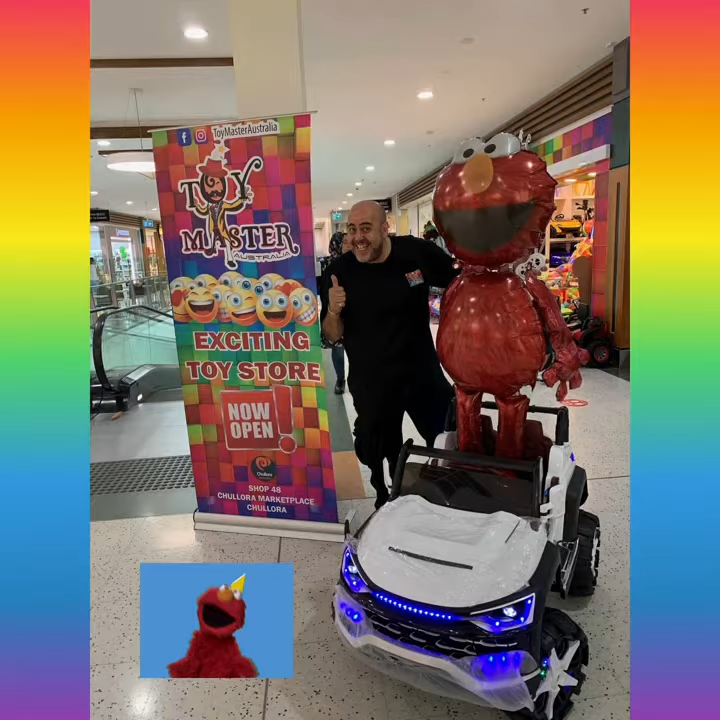 ToyMasterAustralia
TOY
MASTER
AUSTRALIA
EXCITING
TOY STORE
NOW
OPEN!
Chullora
SHOP 48
CHULLORA MARKETPLACE
CHULLORA